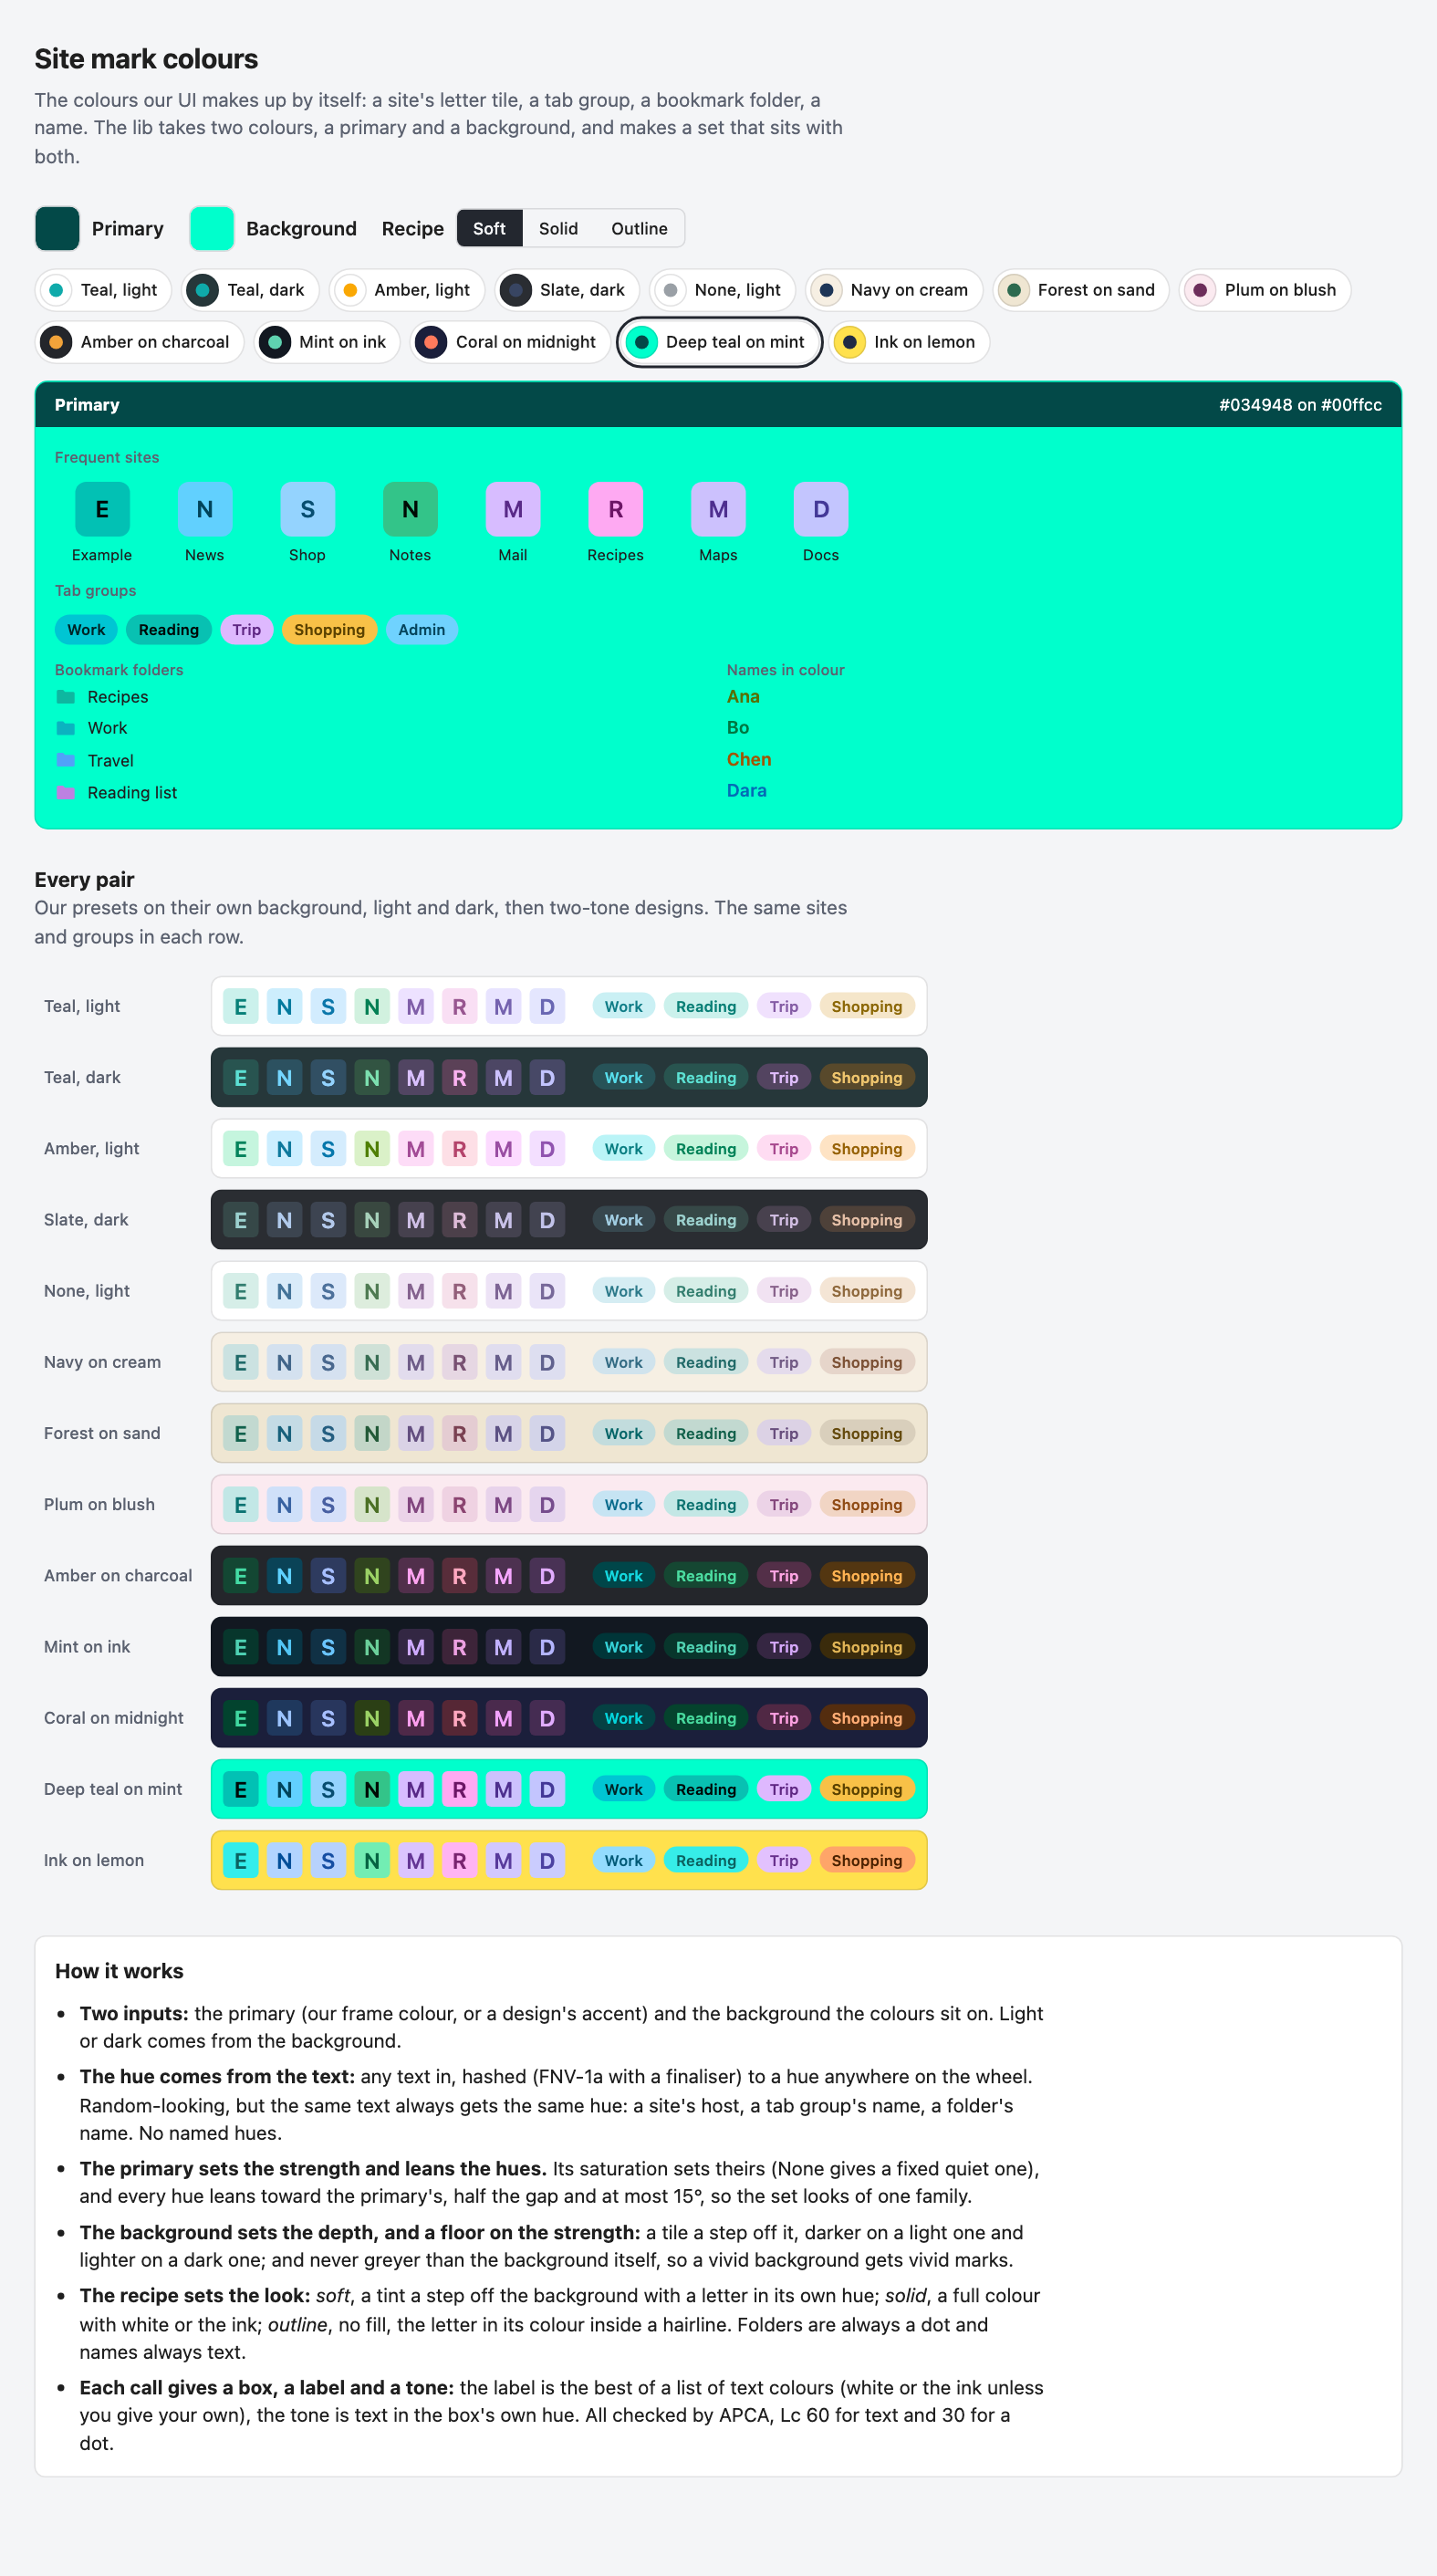 Site mark colours
The colours our UI makes up by itself: a site's letter tile, a tab group, a bookmark folder, a
name. The lib takes two colours, a primary and a background, and makes a set that sits with
both.
Primary Background Recipe Soft Solid Outline
Teal, light Teal, dark Amber, light Slate, dark None, light Navy on cream Forest on sand Plum on blush
Amber on charcoal Mint on ink Coral on midnight Deep teal on mint Ink on lemon
Primary #034948 on #00ffcc
Frequent sites
E N S N M R M D
Example News Shop Notes Mail Recipes Maps Docs
Tab groups
Work Reading Trip Shopping Admin
Bookmark folders Names in colour
Recipes Ana
Work Bo
Travel Chen
Reading list Dara
Every pair
Our presets on their own background, light and dark, then two-tone designs. The same sites
and groups in each row.
Teal, light E N S N M R M D Work Reading Trip Shopping
Teal, dark E N S N M R M D Work Reading Trip Shopping
Amber, light E N S N M R M D Work Reading Trip Shopping
Slate, dark E N S N M R M D Work Reading Trip Shopping
None, light E N S N M R M D Work Reading Trip Shopping
Navy on cream E N S N M R M D Work Reading Trip Shopping
Forest on sand E N S N M R M D Work Reading Trip Shopping
Plum on blush E N S N M R M D Work Reading Trip Shopping
Amber on charcoal E N S N M R M D Work Reading Trip Shopping
Mint on ink E N S N M R M D Work Reading Trip Shopping
Coral on midnight E N S N M R M D Work Reading Trip Shopping
Deep teal on mint E N S N M R M D Work Reading Trip Shopping
Ink on lemon E N S N M R M D Work Reading Trip Shopping
How it works
• Two inputs: the primary (our frame colour, or a design's accent) and the background the colours sit on. Light
or dark comes from the background.
• The hue comes from the text: any text in, hashed (FNV-1a with a finaliser) to a hue anywhere on the wheel.
Random-looking, but the same text always gets the same hue: a site's host, a tab group's name, a folder's
name. No named hues.
• The primary sets the strength and leans the hues. Its saturation sets theirs (None gives a fixed quiet one),
and every hue leans toward the primary's, half the gap and at most 15°, so the set looks of one family.
• The background sets the depth, and a floor on the strength: a tile a step off it, darker on a light one and
lighter on a dark one; and never greyer than the background itself, so a vivid background gets vivid marks.
• The recipe sets the look: soft, a tint a step off the background with a letter in its own hue; solid, a full colour
with white or the ink; outline, no fill, the letter in its colour inside a hairline. Folders are always a dot and
names always text.
• Each call gives a box, a label and a tone: the label is the best of a list of text colours (white or the ink unless
you give your own), the tone is text in the box's own hue. All checked by APCA, Lc 60 for text and 30 for a
dot.